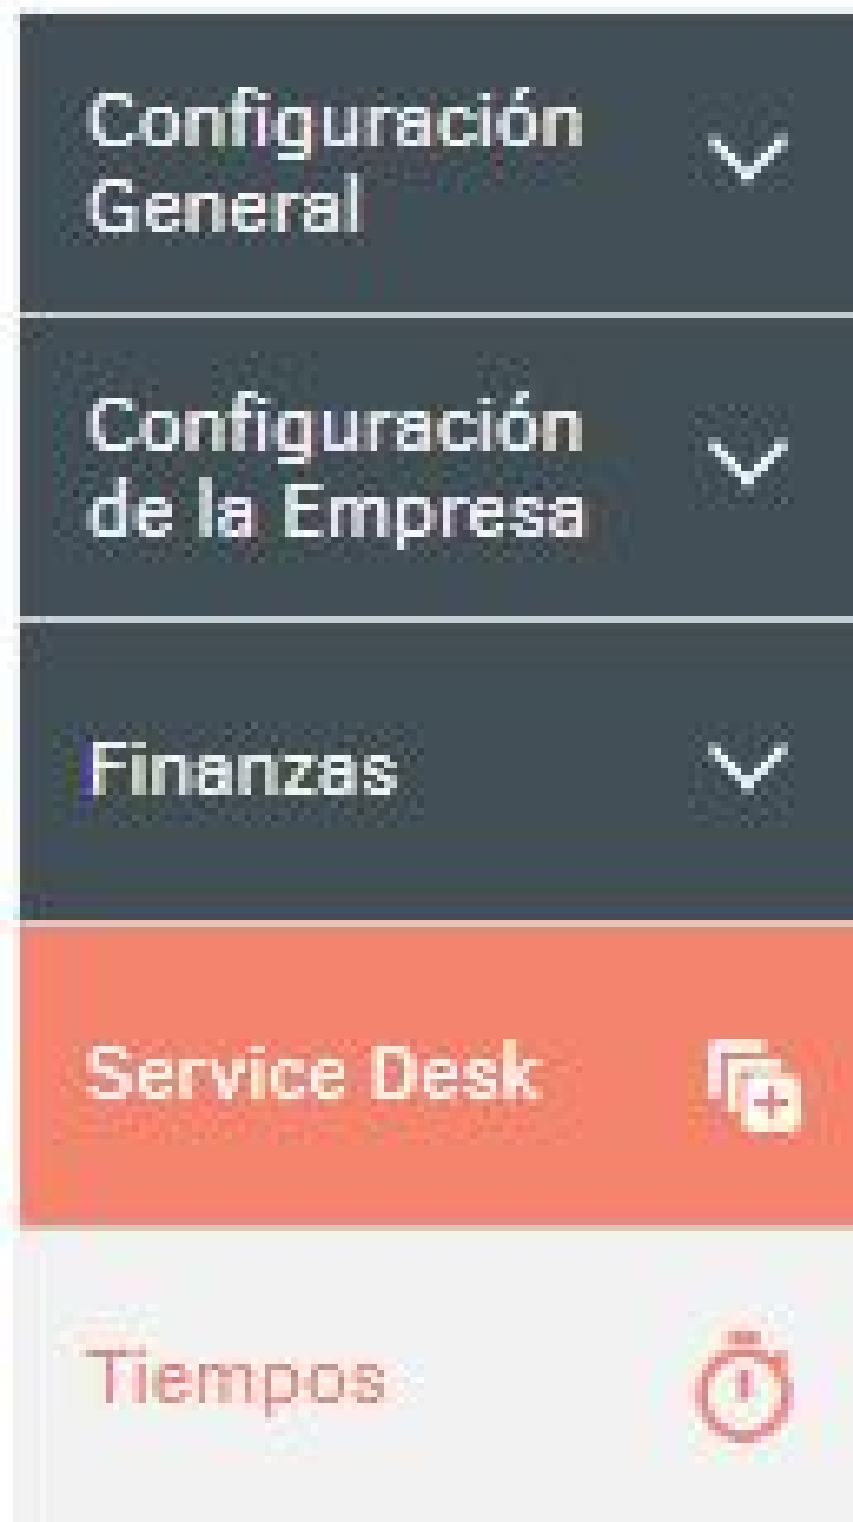 Configuración
General
Configuración
de la Empresa
Finanzas
Service Desk
Tiempos